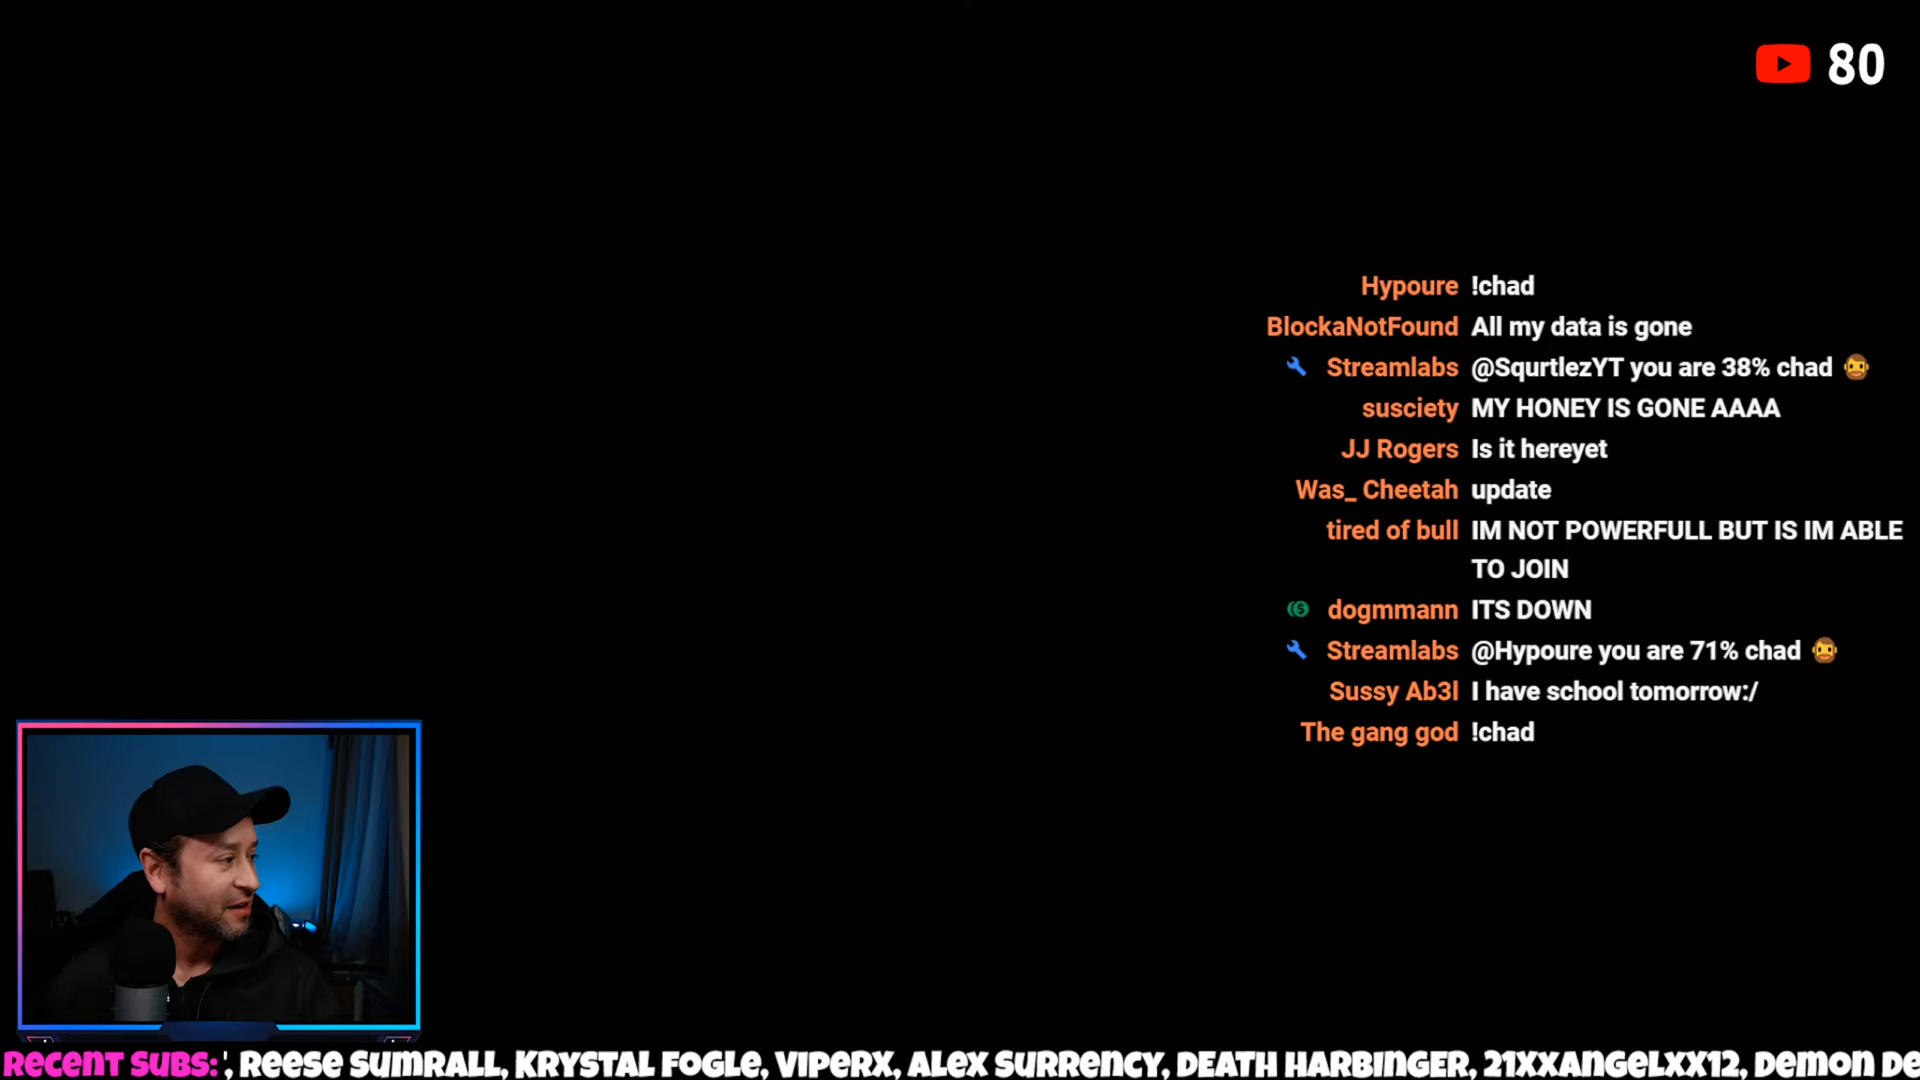 80
Hypoure !chad
BlockaNotFound All my data is gone
Streamlabs @SqurtlezYT you are 38% chad
susciety MY HONEY IS GONE AAAA
JJ Rogers Is it hereyet
Was_ Cheetah update
tired of bull IM NOT POWERFULL BUT IS IM ABLE
TO JOIN
dogmmann ITS DOWN
Streamlabs @Hypoure you are 71% chad
Sussy Ab3l I have school tomorrow:/
The gang god !chad
RECENT SUBS: , REESE SUMRALL, KRYSTAL FOGLE, VIPERX, ALEX SURRENCY, DEATH HARBINGER, 21XXANGELXX12, DEMON DE